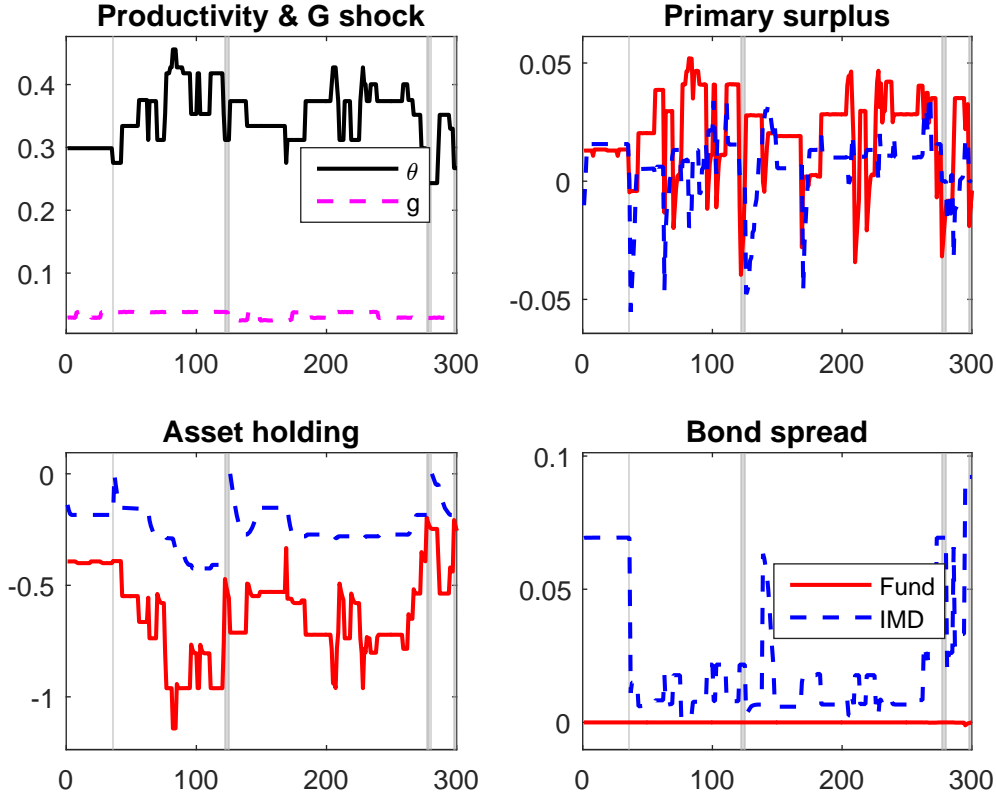 Productivity & G shock
0.4
0.3
0.2
0.1
θ
g
0 100 200 300
Primary surplus
0.05
0
-0.05
0 100 200 300
Asset holding
0
-0.5
-1
0 100 200 300
Bond spread
0.1
0.05
0
Fund
IMD
0 100 200 300